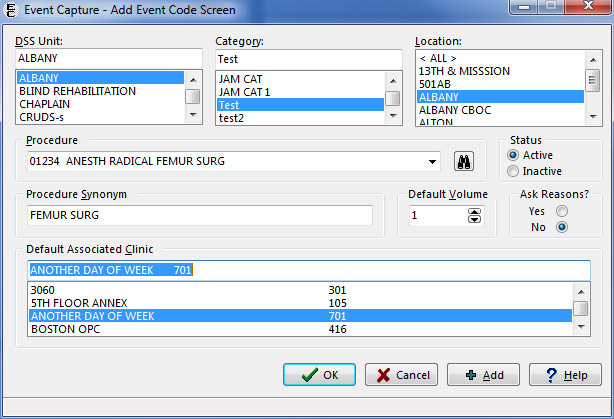 Event Capture - Add Event Code Screen
DSS Unit:
ALBANY
ALBANY
BLIND REHABILITATION
CHAPLAIN
CRUDS-s
Category:
Test
JAM CAT
JAM CAT 1
Test
test2
Location:
< ALL >
13TH & MISSSION
501AB
ALBANY
ALBANY CBOC
ALTON
Procedure
01234 ANESTH RADICAL FEMUR SURG
Status
Active
Inactive
Procedure Synonym
FEMUR SURG
Default Volume
1
Ask Reasons?
Yes
No
Default Associated Clinic
ANOTHER DAY OF WEEK 701
3060 301
5TH FLOOR ANNEX 105
ANOTHER DAY OF WEEK 701
BOSTON OPC 416
OK Cancel Add ? Help